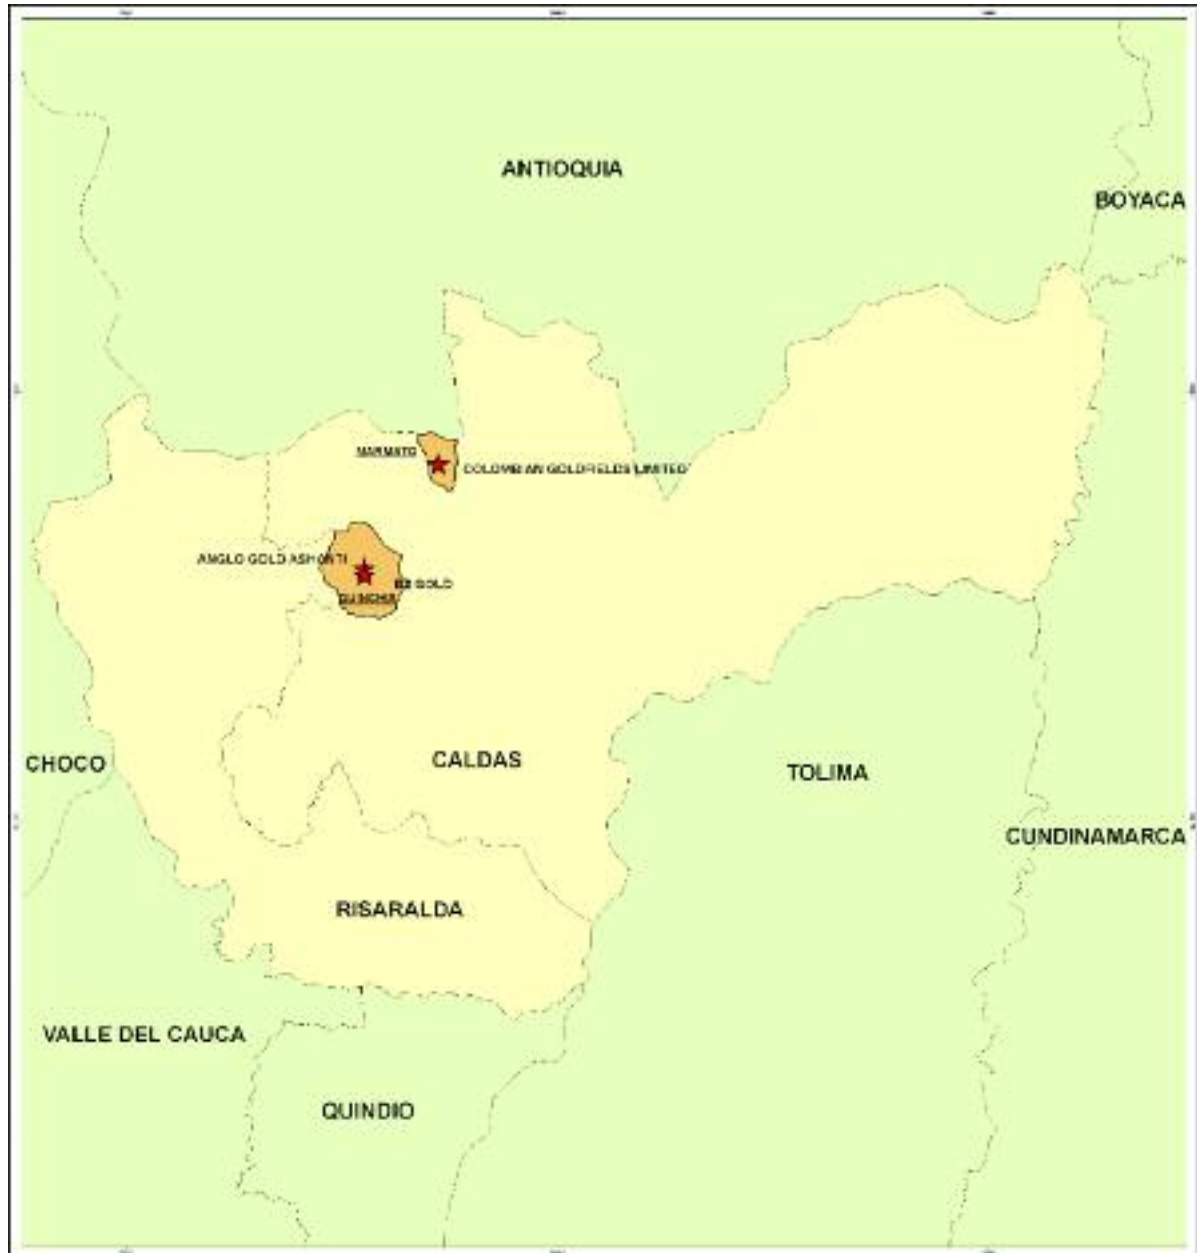 ANTIOQUIA
BOYACA
MARMATO
COLOMBIAN GOLDFIELDS LIMITED
ANGLO GOLD ASHANTI
B2 GOLD
QUINCHIA
CALDAS
CHOCO
TOLIMA
CUNDINAMARCA
RISARALDA
VALLE DEL CAUCA
QUINDIO